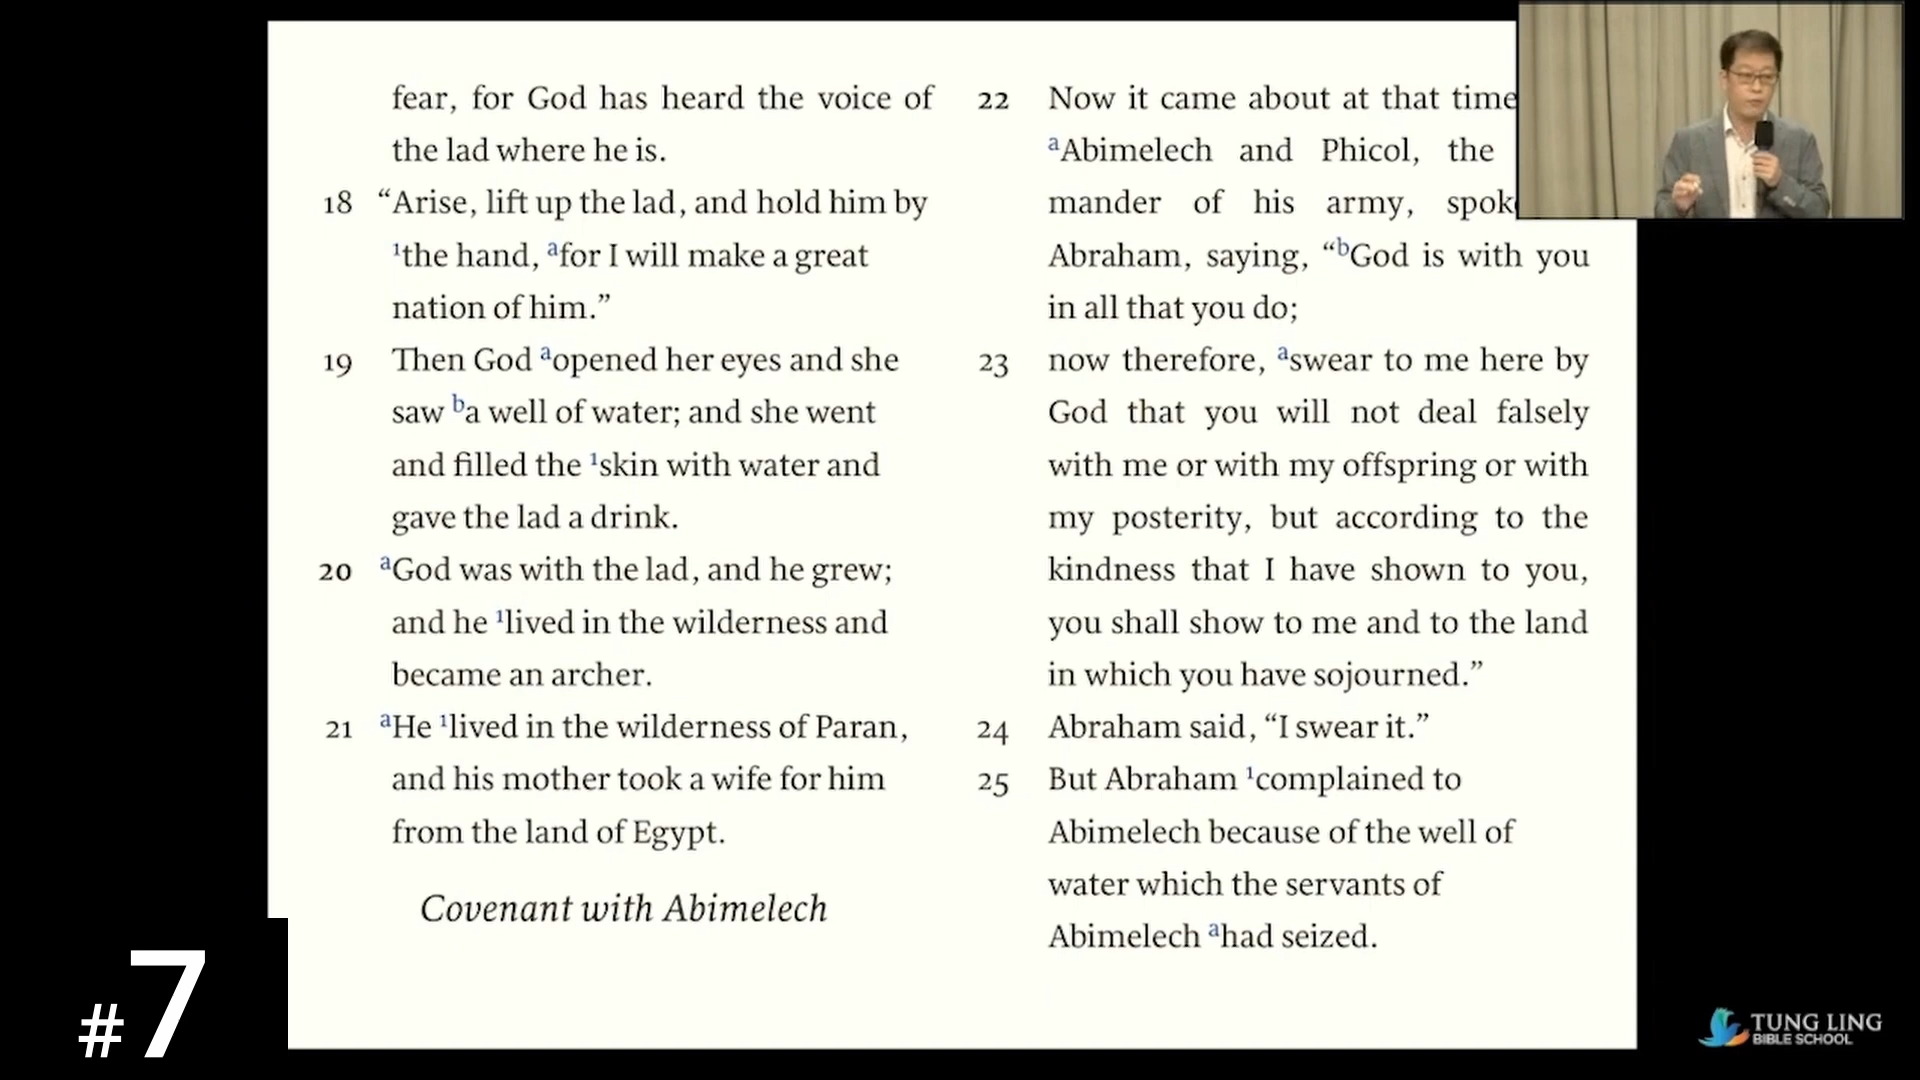 fear, for God has heard the voice of
the lad where he is.
18 “Arise, lift up the lad, and hold him by
1the hand, afor I will make a great
nation of him.”
19 Then God aopened her eyes and she
saw ba well of water; and she went
and filled the 1skin with water and
gave the lad a drink.
20 aGod was with the lad, and he grew;
and he 1lived in the wilderness and
became an archer.
21 aHe 1lived in the wilderness of Paran,
and his mother took a wife for him
from the land of Egypt.
Covenant with Abimelech
22 Now it came about at that time
aAbimelech and Phicol, the
mander of his army,
Abraham, saying, “bGod is with you
in all that you do;
23 now therefore, aswear to me here by
God that you will not deal falsely
with me or with my offspring or with
my posterity, but according to the
kindness that I have shown to you,
you shall show to me and to the land
in which you have sojourned.”
24 Abraham said, “I swear it.”
25 But Abraham 1complained to
Abimelech because of the well of
water which the servants of
Abimelech ahad seized.
#7
TUNG LING
BIBLE SCHOOL